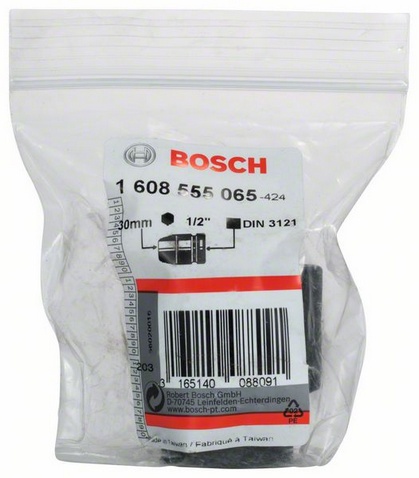 BOSCH
1 608 555 065-424
30mm 1/2" DIN 3121
203
3 165140 088091
Robert Bosch GmbH
D-70745 Leinfelden-Echterdingen
www.bosch-pt.com
PE
Made in Taiwan / Fabriqué à Taiwan